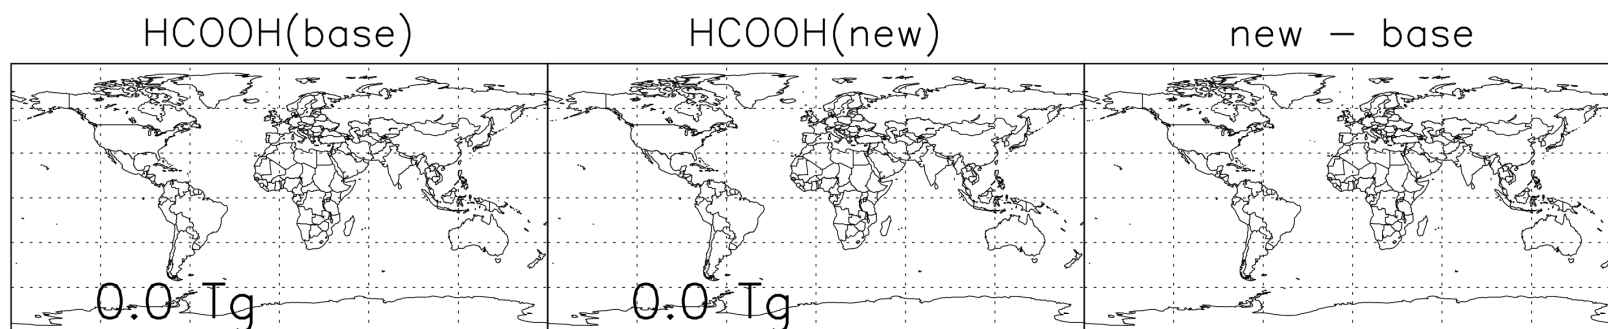 HCOOH(base)
HCOOH(new)
new − base
0.0 Tg
0.0 Tg